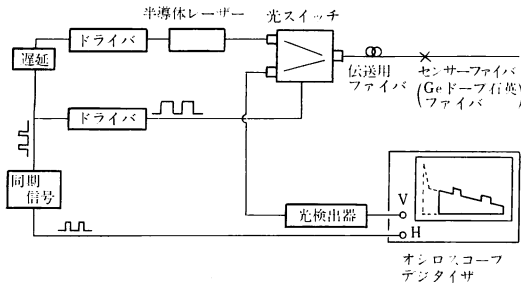 半導体レーザー
光スイッチ
ドライバ
遅延
伝送用
ファイバ
センサーファイバ
(Geドープ石英)
ファイバ
ドライバ
同期
信号
光検出器
V
H
オシロスコープ
デジタイザ